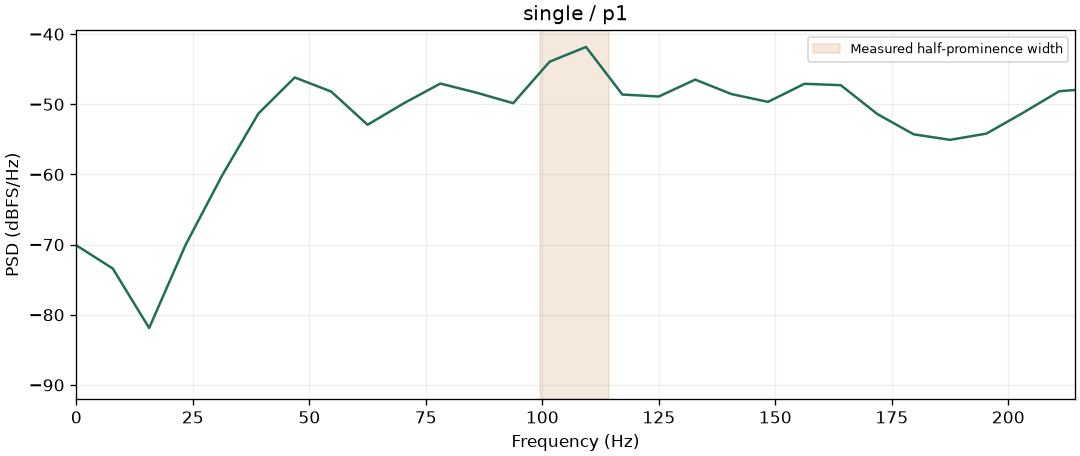 single / p1
Measured half-prominence width
PSD (dBFS/Hz)
−40
−50
−60
−70
−80
−90
0 25 50 75 100 125 150 175 200
Frequency (Hz)